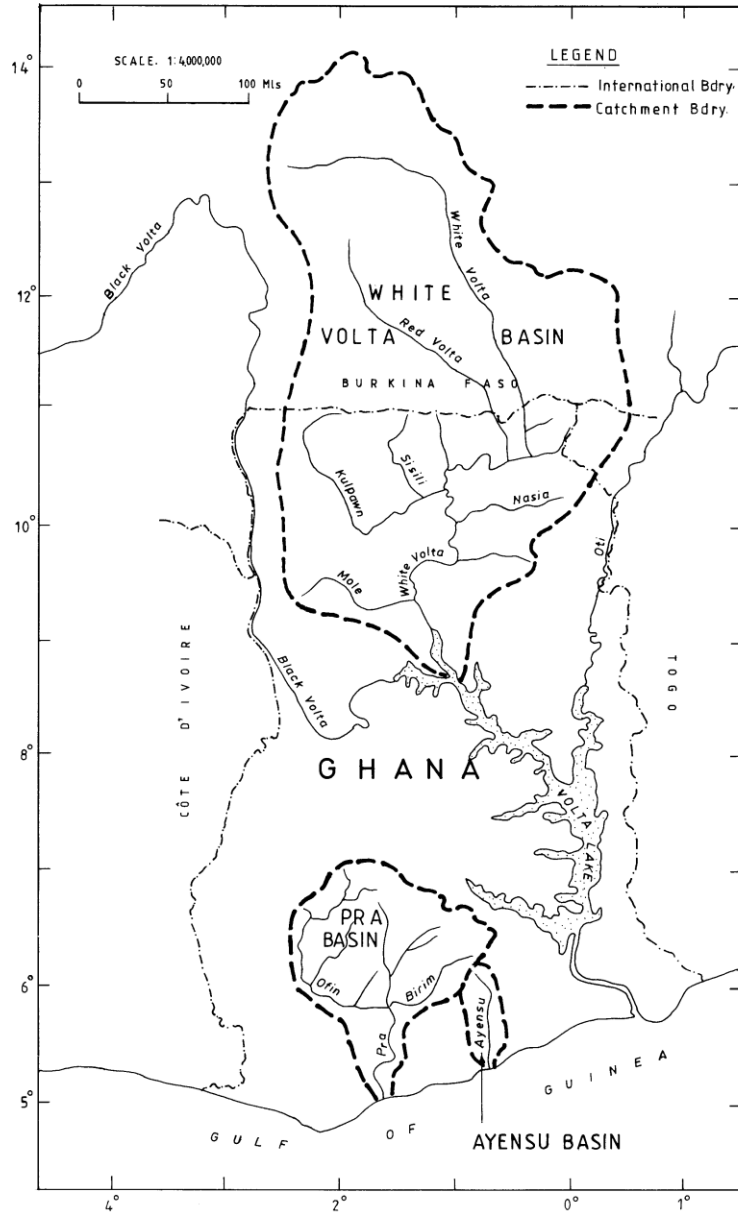 SCALE. 1:4,000,000
0 50 100 Mls
LEGEND
International Bdry.
Catchment Bdry.
14°
12°
10°
8°
6°
5°
4°
2°
0°
1°
Black Volta
White Volta
WHITE
VOLTA BASIN
Red Volta
BURKINA FASO
Kulpawn
Sisili
Nasia
White Volta
Mole
Oti
Black Volta
CÔTE D'IVOIRE
TOGO
GHANA
VOLTA LAKE
PRA
BASIN
Ofin
Birim
Pra
Ayensu
GULF OF GUINEA
AYENSU BASIN